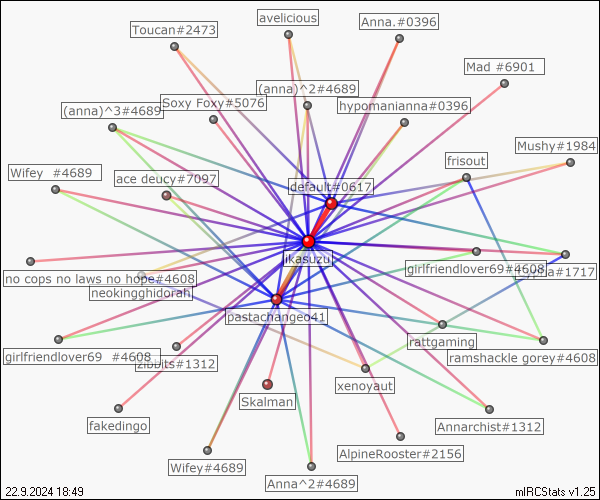 avelicious
Anna.#0396
Toucan#2473
Mad #6901
(anna)^2#4689
Soxy Foxy#5076
hypomanianna#0396
(anna)^3#4689
Mushy#1984
frisout
Wifey #4689
ace deucy#7097
default#0617
ikasuzu
girlfriendlover69#4608
#1717
no cops no laws no hope#4608
neokingghidorah
pastachangeo41
rattgaming
girlfriendlover69 #4608
zibbits#1312
ramshackle gorey#4608
xenoyaut
Skalman
fakedingo
Annarchist#1312
AlpineRooster#2156
Wifey#4689
Anna^2#4689
22.9.2024 18:49
mIRCStats v1.25